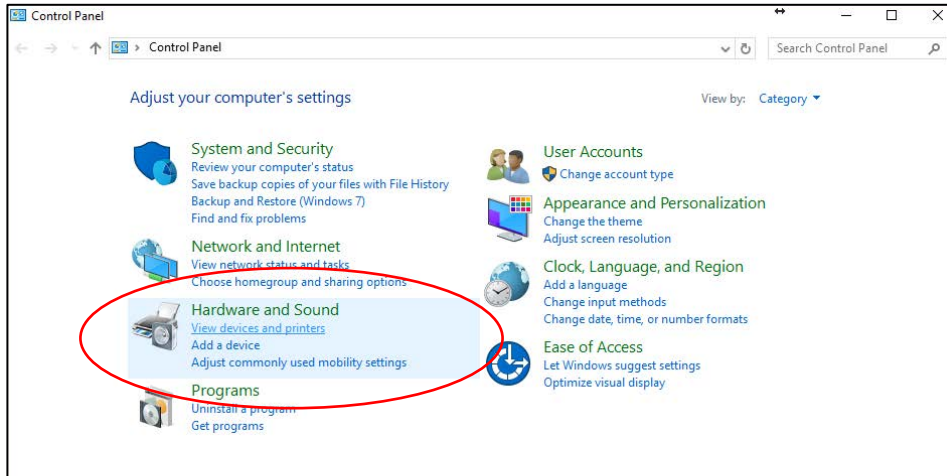 Control Panel
Control Panel
Search Control Panel
Adjust your computer's settings
View by: Category
System and Security
Review your computer's status
Save backup copies of your files with File History
Backup and Restore (Windows 7)
Find and fix problems
Network and Internet
View network status and tasks
Choose homegroup and sharing options
Hardware and Sound
View devices and printers
Add a device
Adjust commonly used mobility settings
Programs
Uninstall a program
Get programs
User Accounts
Change account type
Appearance and Personalization
Change the theme
Adjust screen resolution
Clock, Language, and Region
Add a language
Change input methods
Change date, time, or number formats
Ease of Access
Let Windows suggest settings
Optimize visual display